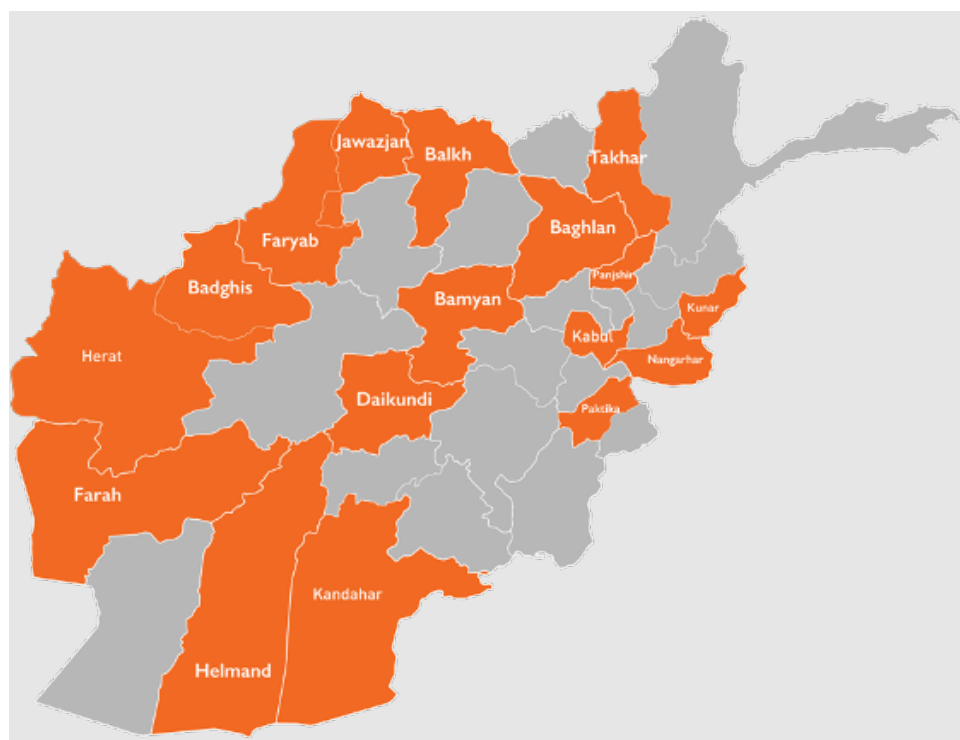 Jawazjan
Balkh
Takhar
Baghlan
Faryab
Panjshir
Badghis
Bamyan
Kunar
Kabul
Herat
Nangarhar
Daikundi
Paktika
Farah
Kandahar
Helmand